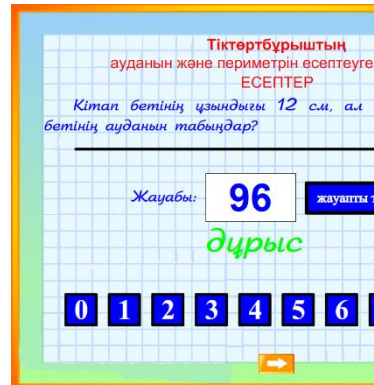 Тіктөртбұрыштың
ауданын және периметрін есептеуге
ЕСЕПТЕР
Кітап бетінің ұзындығы 12 см, ал
бетінің ауданын табыңдар?
Жауабы: 96 жауапты
дұрыс
0 1 2 3 4 5 6